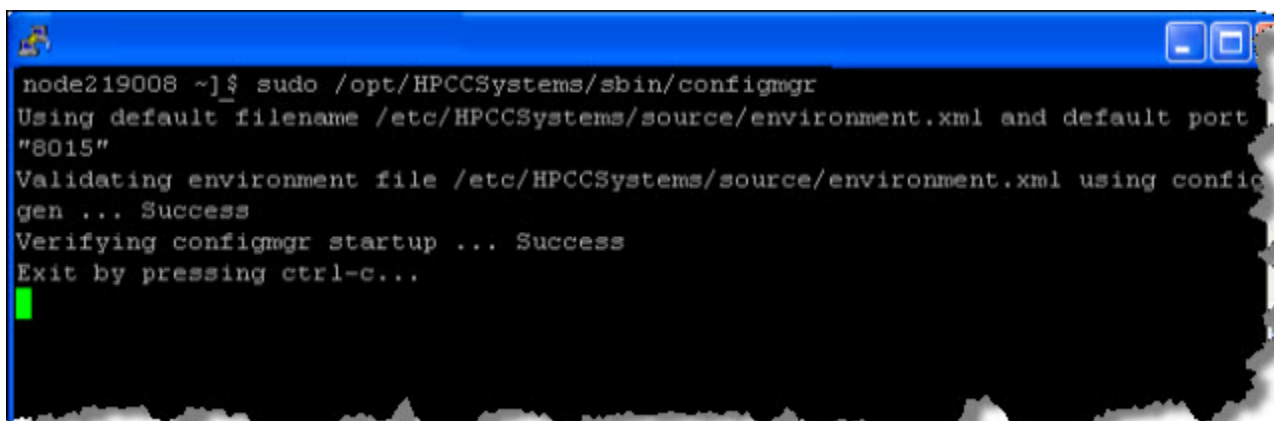 node219008 ~]$ sudo /opt/HPCCSystems/sbin/configmgr
Using default filename /etc/HPCCSystems/source/environment.xml and default port
"8015"
Validating environment file /etc/HPCCSystems/source/environment.xml using config
gen ... Success
Verifying configmgr startup ... Success
Exit by pressing ctrl-c...